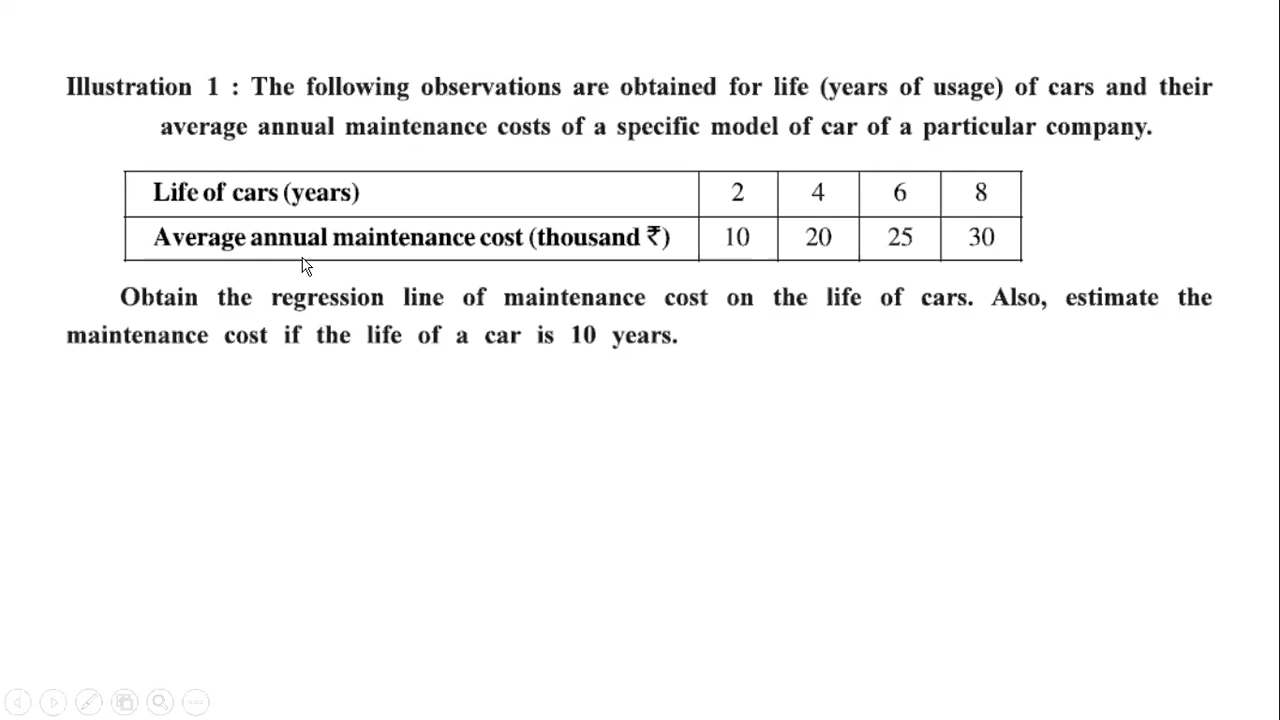 Illustration 1 : The following observations are obtained for life (years of usage) of cars and their
average annual maintenance costs of a specific model of car of a particular company.
Life of cars (years) 2 4 6 8
Average annual maintenance cost (thousand ₹) 10 20 25 30
Obtain the regression line of maintenance cost on the life of cars. Also, estimate the
maintenance cost if the life of a car is 10 years.